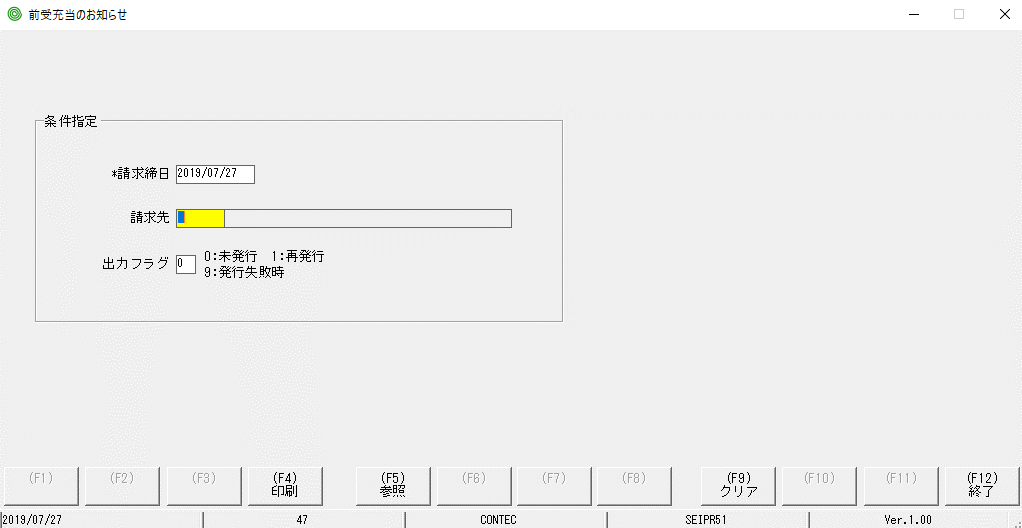 前受充当のお知らせ
条件指定
*請求締日 2019/07/27
請求先
出力フラグ 0 0:未発行 1:再発行
9:発行失敗時
(F1) (F2) (F3) (F4) (F5) (F6) (F7) (F8) (F9) (F10) (F11) (F12)
印刷 参照 クリア 終了
2019/07/27 47 CONTEC SEIPR51 Ver.1.00